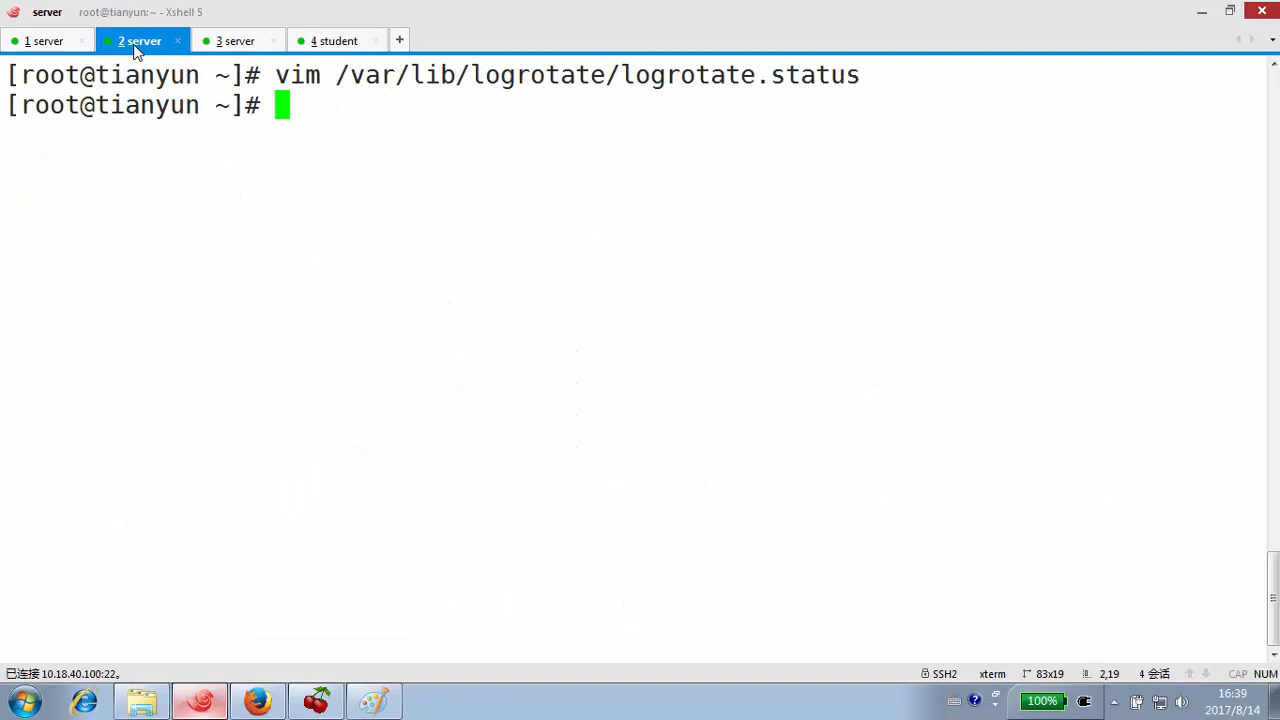 server root@tianyun:~ - Xshell 5
1 server 2 server 3 server 4 student
[root@tianyun ~]# vim /var/lib/logrotate/logrotate.status
[root@tianyun ~]#
已连接 10.18.40.100:22。 SSH2 xterm 83x19 2,19 4 会话 CAP NUM
100% 16:39
2017/8/14